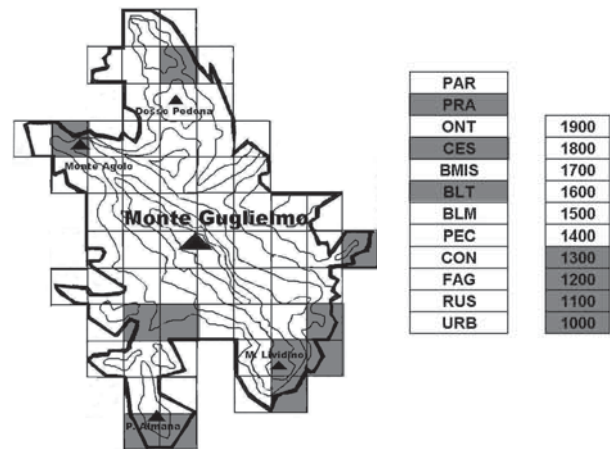 Dosso Pedona
Monte Agolo
Monte Guglielmo
M. Lividino
P. Almana
PAR
PRA
ONT
CES
BMIS
BLT
BLM
PEC
CON
FAG
RUS
URB
1900
1800
1700
1600
1500
1400
1300
1200
1100
1000